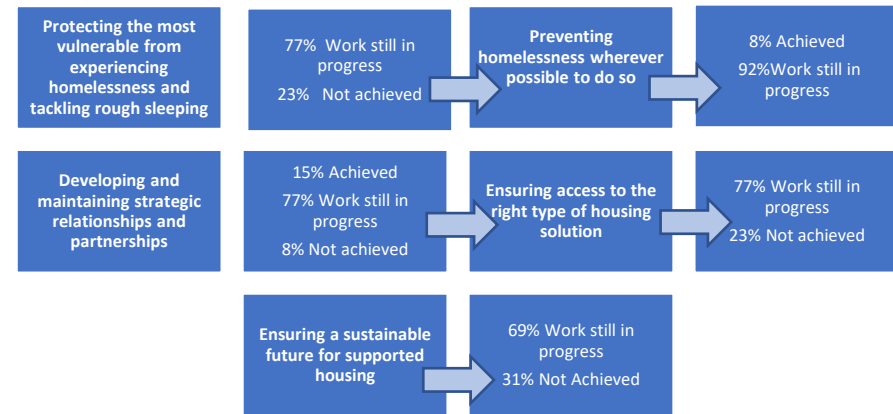 Protecting the most
vulnerable from
experiencing
homelessness and
tackling rough sleeping
77% Work still in
progress
23% Not achieved
Preventing
homelessness wherever
possible to do so
8% Achieved
92%Work still in
progress
Developing and
maintaining strategic
relationships and
partnerships
15% Achieved
77% Work still in
progress
8% Not achieved
Ensuring access to the
right type of housing
solution
77% Work still in
progress
23% Not achieved
Ensuring a sustainable
future for supported
housing
69% Work still in
progress
31% Not Achieved